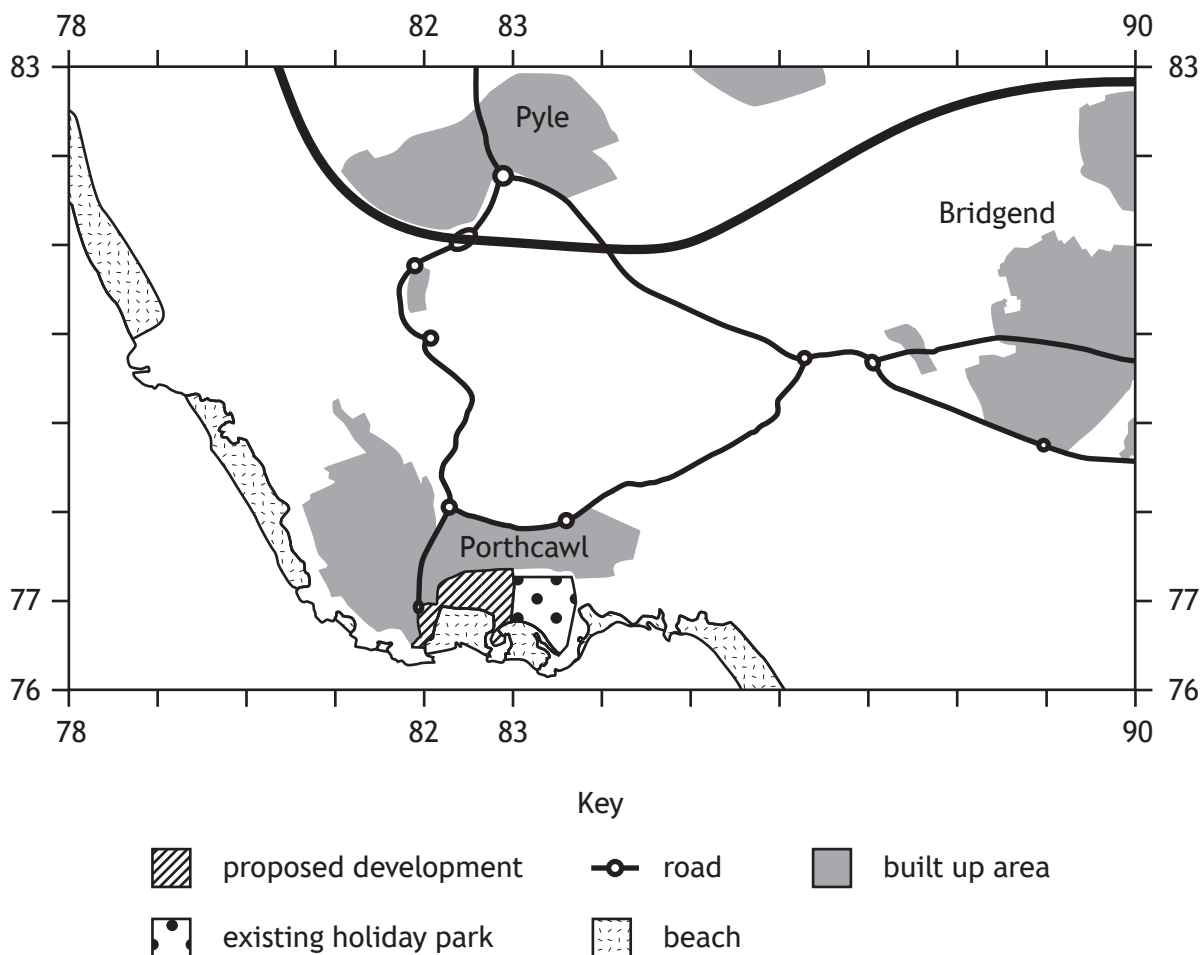 78 82 83 90
83 83
Pyle
Bridgend
Porthcawl
77 77
76 76
78 82 83 90
Key
proposed development road built up area
existing holiday park beach